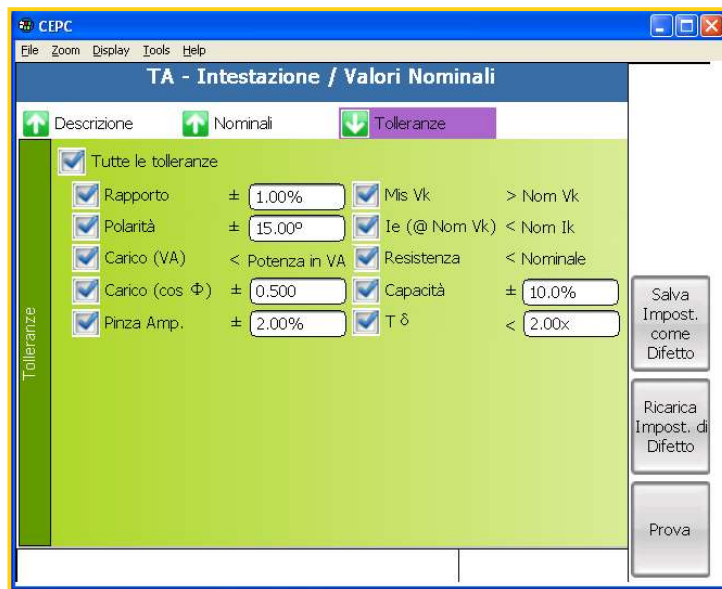 CEPC
File Zoom Display Tools Help
TA - Intestazione / Valori Nominali
Descrizione Nominali Tolleranze
Tolleranze
Tutte le tolleranze
Rapporto ± 1.00% Mis Vk > Nom Vk
Polarità ± 15.00º Ie (@ Nom Vk) < Nom Ik
Carico (VA) < Potenza in VA Resistenza < Nominale
Carico (cos Φ) ± 0.500 Capacità ± 10.0%
Pinza Amp. ± 2.00% T δ < 2.00x
Salva
Impost.
come
Difetto
Ricarica
Impost. di
Difetto
Prova